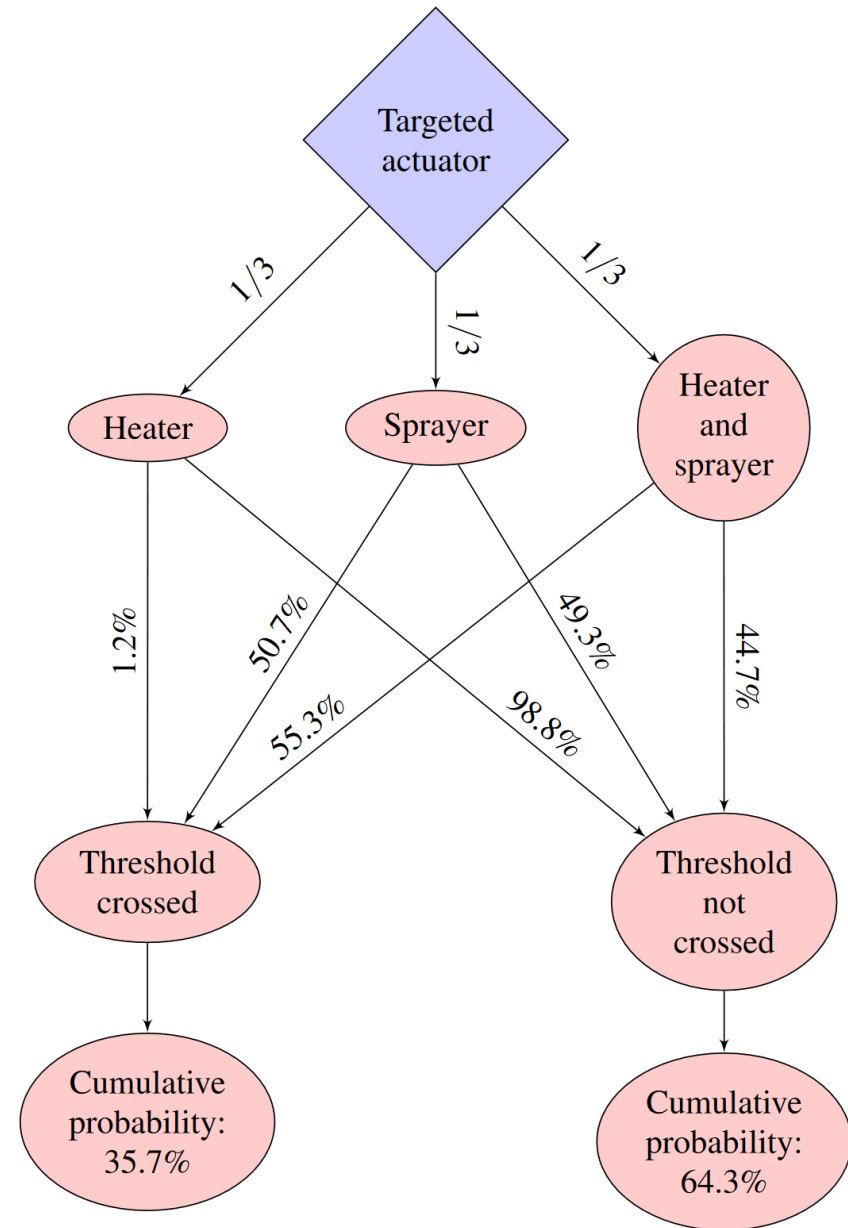 Targeted
actuator
1/3
1/3
1/3
Heater
Sprayer
Heater
and
sprayer
1.2%
50.7%
55.3%
98.8%
49.3%
44.7%
Threshold
crossed
Threshold
not
crossed
Cumulative
probability:
35.7%
Cumulative
probability:
64.3%